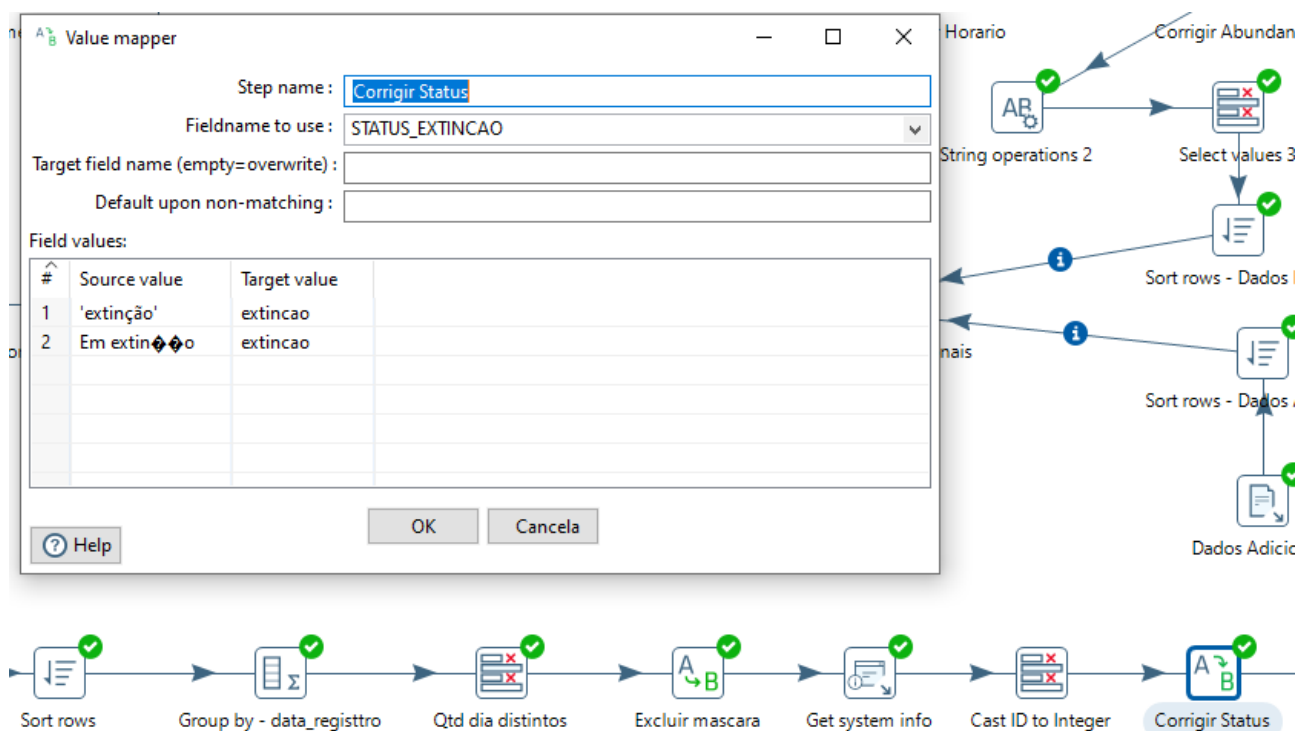 Value mapper
Step name :
Corrigir Status
Fieldname to use :
STATUS_EXTINCAO
Target field name (empty=overwrite) :
Default upon non-matching :
Field values:
# Source value Target value
1 'extinção' extincao
2 Em extin��o extincao
OK Cancela
Help
Horario
Corrigir Abundan
AB
String operations 2
Select values 3
Sort rows - Dados
nais
Sort rows - Dados
Dados Adicio
Sort rows
Group by - data_registtro
Qtd dia distintos
A B
Excluir mascara
Get system info
Cast ID to Integer
A B
Corrigir Status